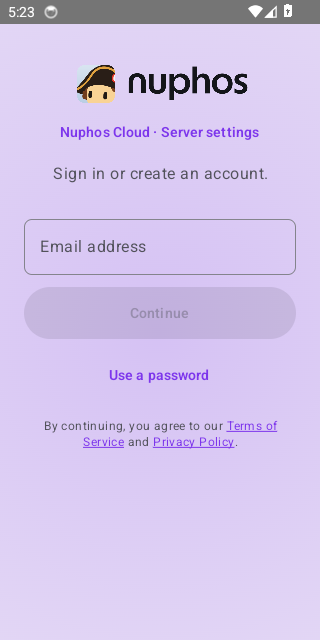 5:23
nuphos
Nuphos Cloud · Server settings
Sign in or create an account.
Email address
Continue
Use a password
By continuing, you agree to our Terms of
Service and Privacy Policy.